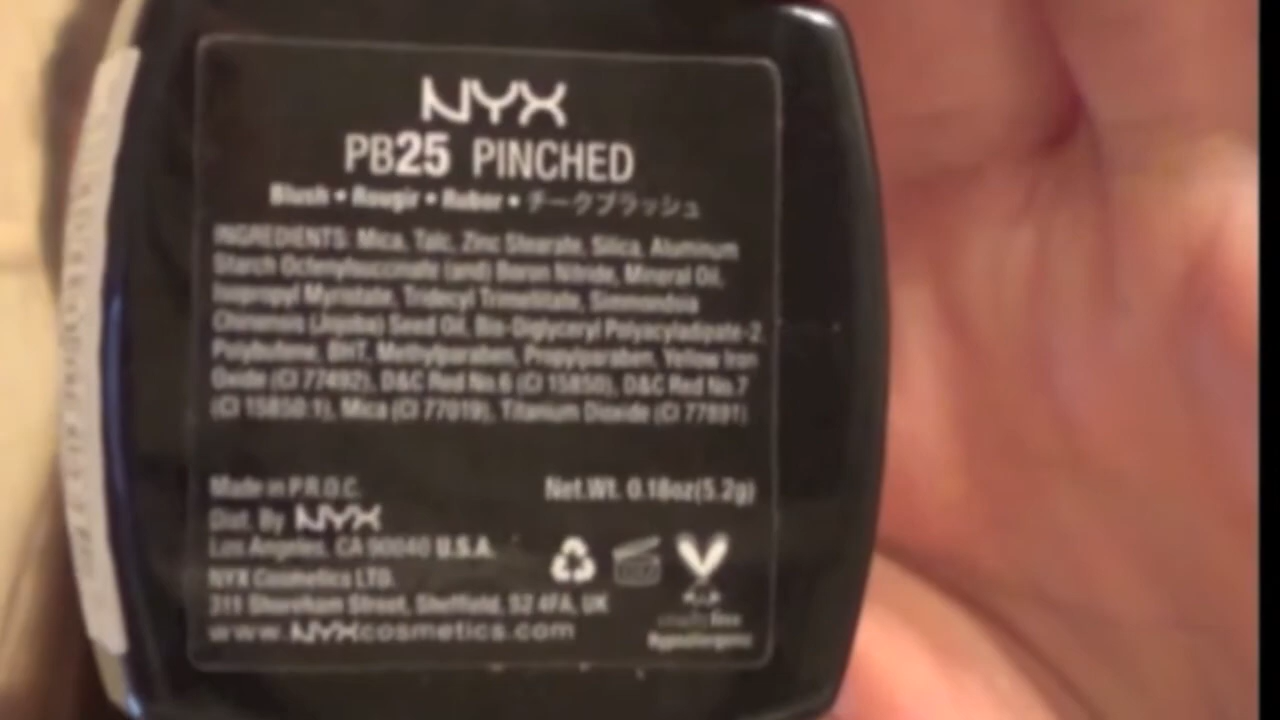 NYX
PB25 PINCHED
Blush • Rougir • Rubor • チークブラッシュ
INGREDIENTS: Mica, Talc, Zinc Stearate, Silica, Aluminum
Starch Octenylsuccinate (and) Boron Nitride, Mineral Oil,
Isopropyl Myristate, Tridecyl Trimellitate, Simmondsia
Chinensis (Jojoba) Seed Oil, Bis-Diglyceryl Polyacyladipate-2,
Polybutene, BHT, Methylparaben, Propylparaben, Yellow Iron
Oxide (CI 77492), D&C Red No.6 (CI 15850), D&C Red No.7
(CI 15850:1), Mica (CI 77019), Titanium Dioxide (CI 77891)
Made in P.R.O.C.
Net.Wt. 0.18oz(5.2g)
Dist. By NYX
Los Angeles, CA 90040 U.S.A.
NYX Cosmetics LTD.
311 Shoreham Street, Sheffield, S2 4FA, UK
www.NYXcosmetics.com
cruelty free
Hypoallergenic